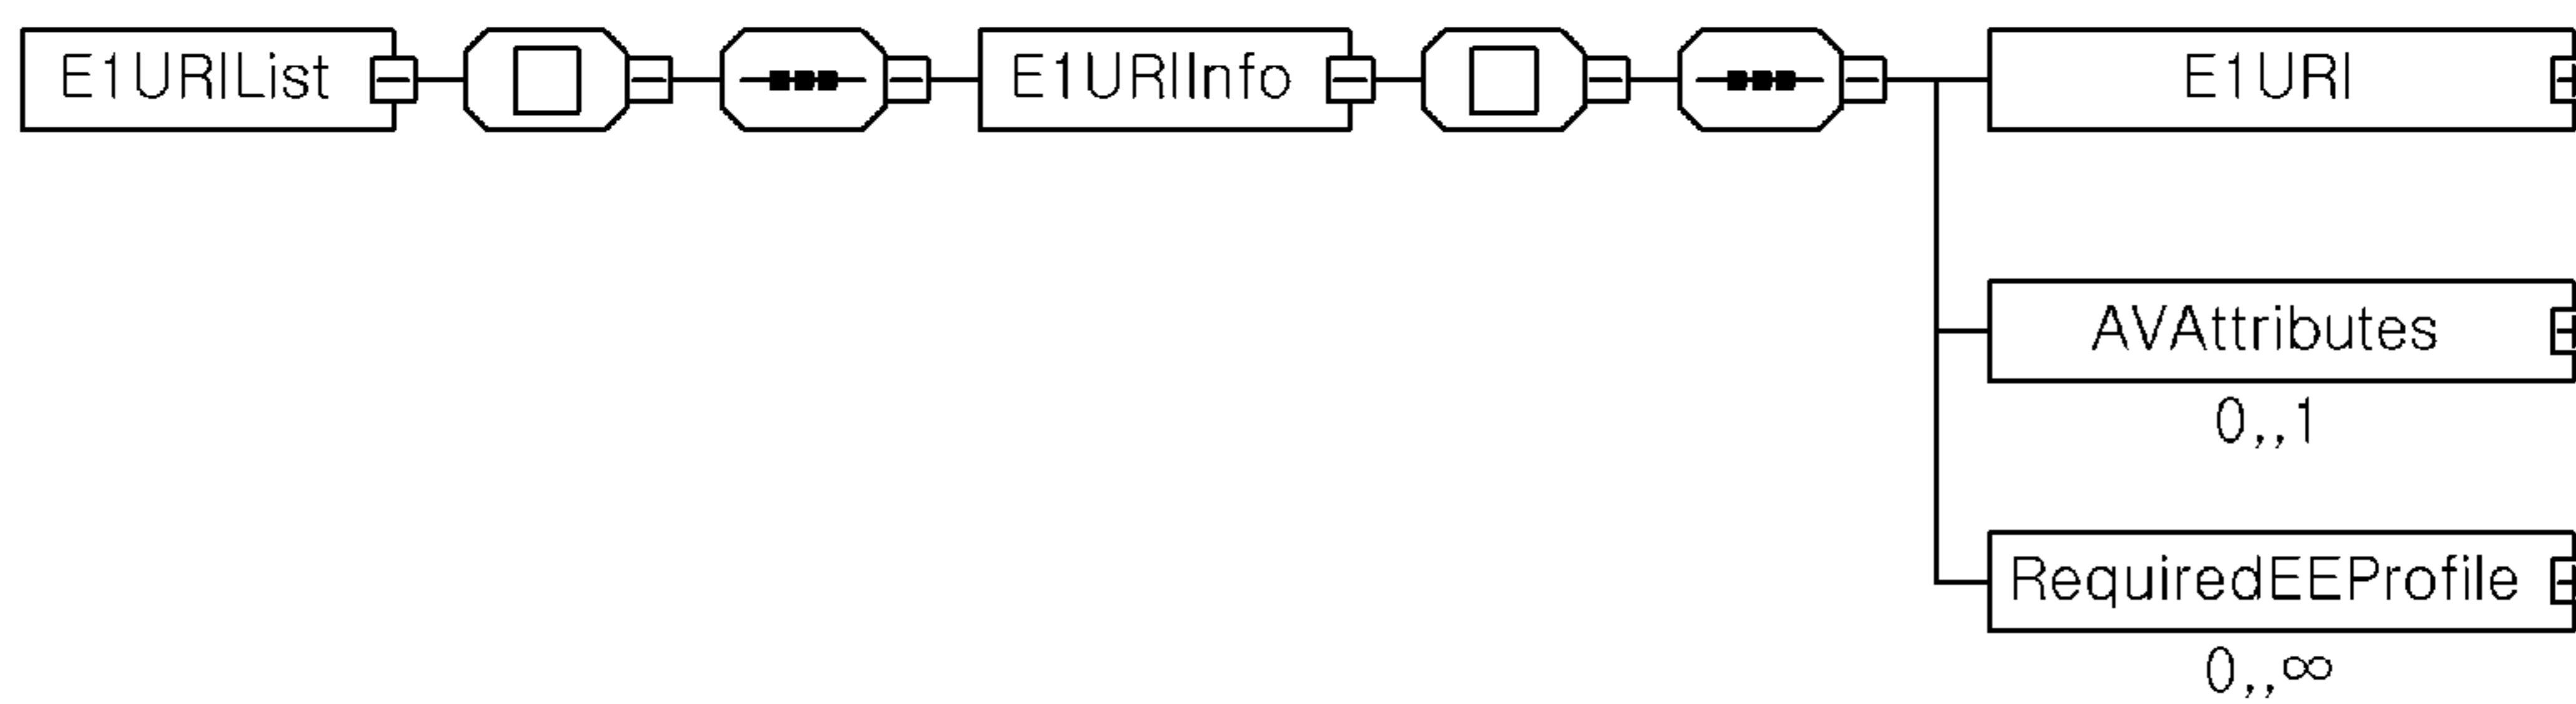 E1URIList
E1URIInfo
E1URI
AVAttributes
0,,1
RequiredEEProfile
0,,∞